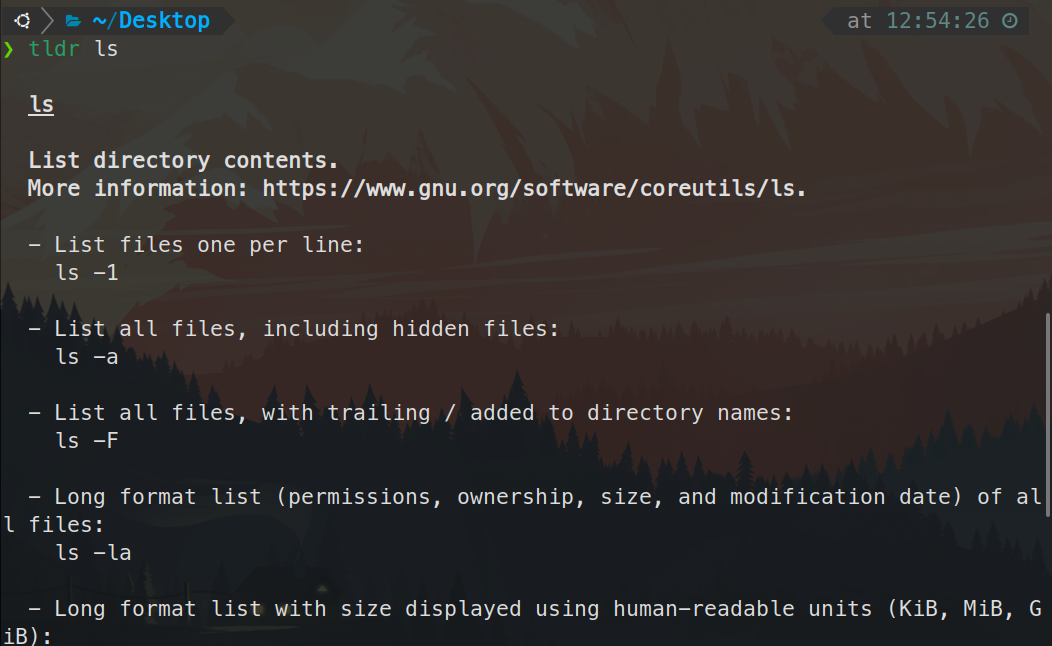 ~/Desktop at 12:54:26
❯ tldr ls
ls
List directory contents.
More information: https://www.gnu.org/software/coreutils/ls.
- List files one per line:
ls -1
- List all files, including hidden files:
ls -a
- List all files, with trailing / added to directory names:
ls -F
- Long format list (permissions, ownership, size, and modification date) of al
l files:
ls -la
- Long format list with size displayed using human-readable units (KiB, MiB, G
iB):